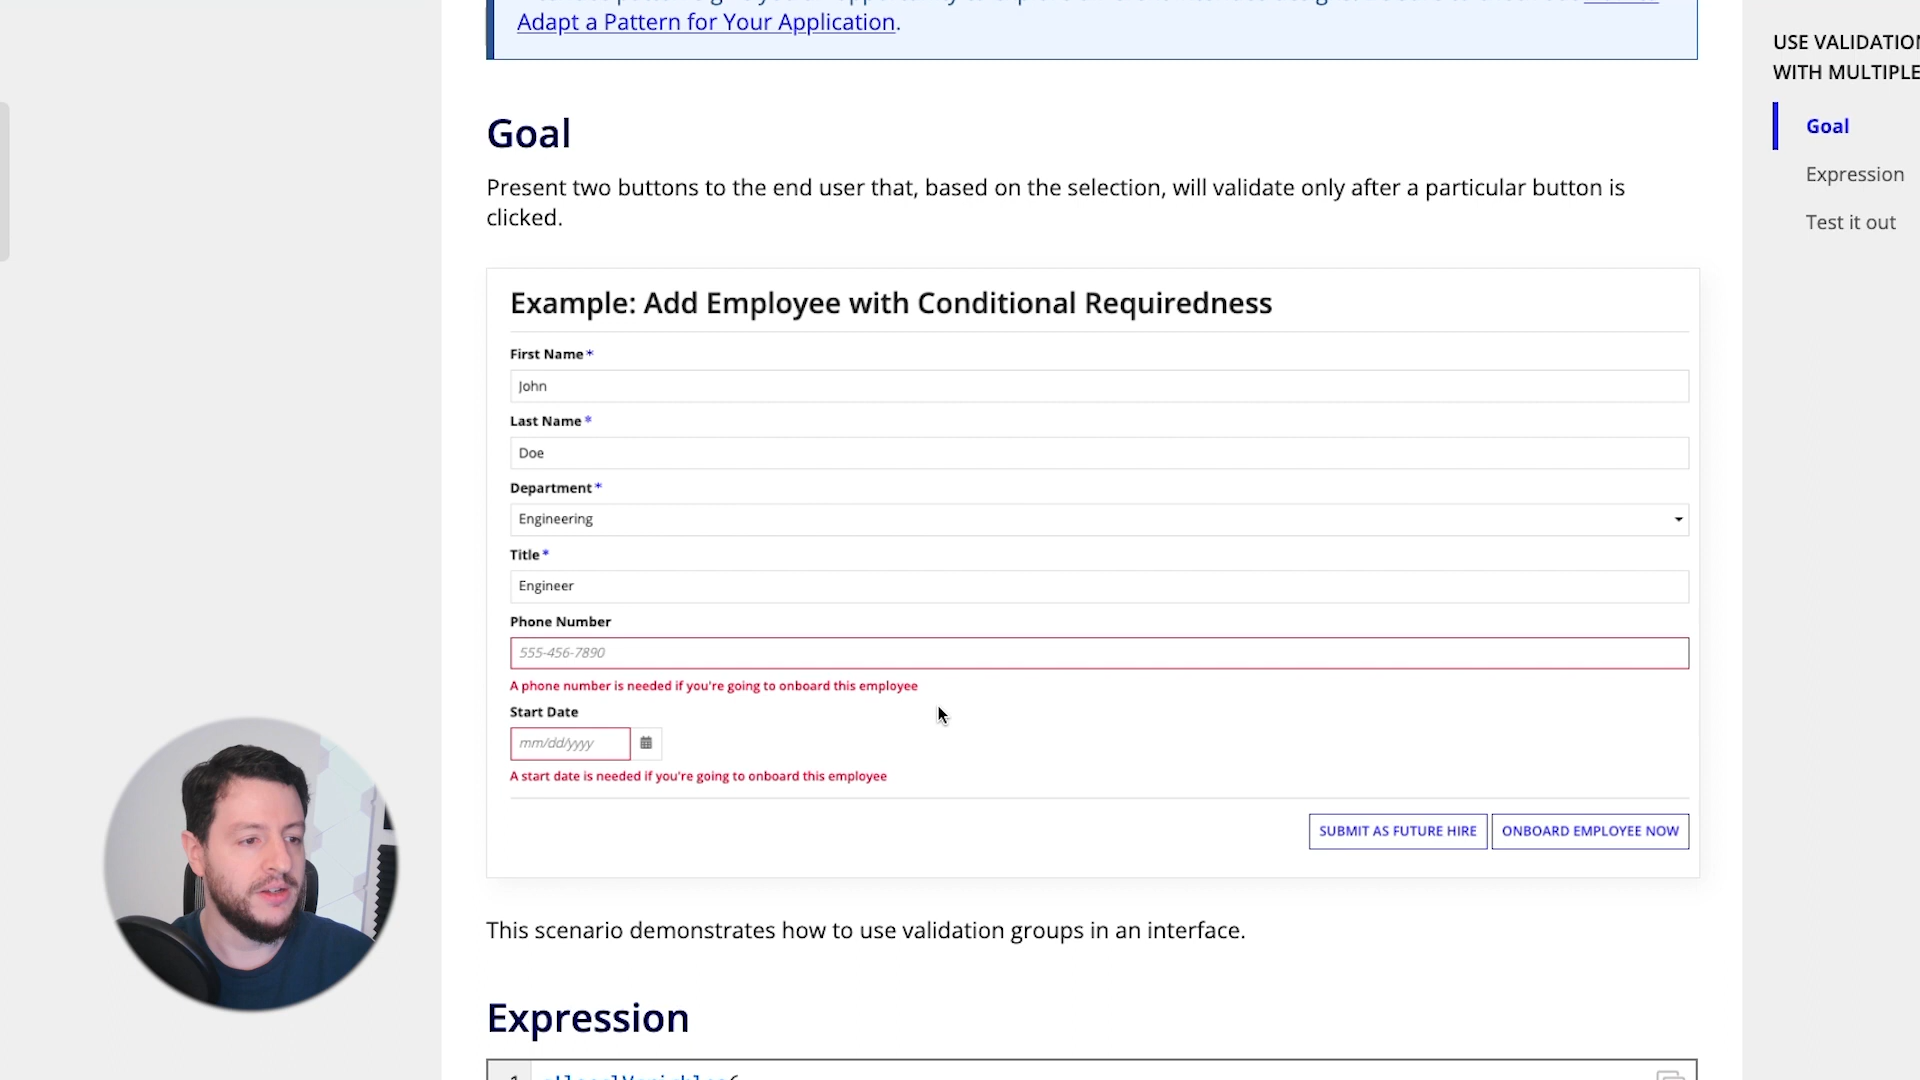 Adapt a Pattern for Your Application.
USE VALIDATION
WITH MULTIPLE
Goal
Expression
Test it out
Goal
Present two buttons to the end user that, based on the selection, will validate only after a particular button is
clicked.
Example: Add Employee with Conditional Requiredness
First Name*
John
Last Name*
Doe
Department*
Engineering
Title*
Engineer
Phone Number
555-456-7890
A phone number is needed if you're going to onboard this employee
Start Date
mm/dd/yyyy
A start date is needed if you're going to onboard this employee
SUBMIT AS FUTURE HIRE
ONBOARD EMPLOYEE NOW
This scenario demonstrates how to use validation groups in an interface.
Expression